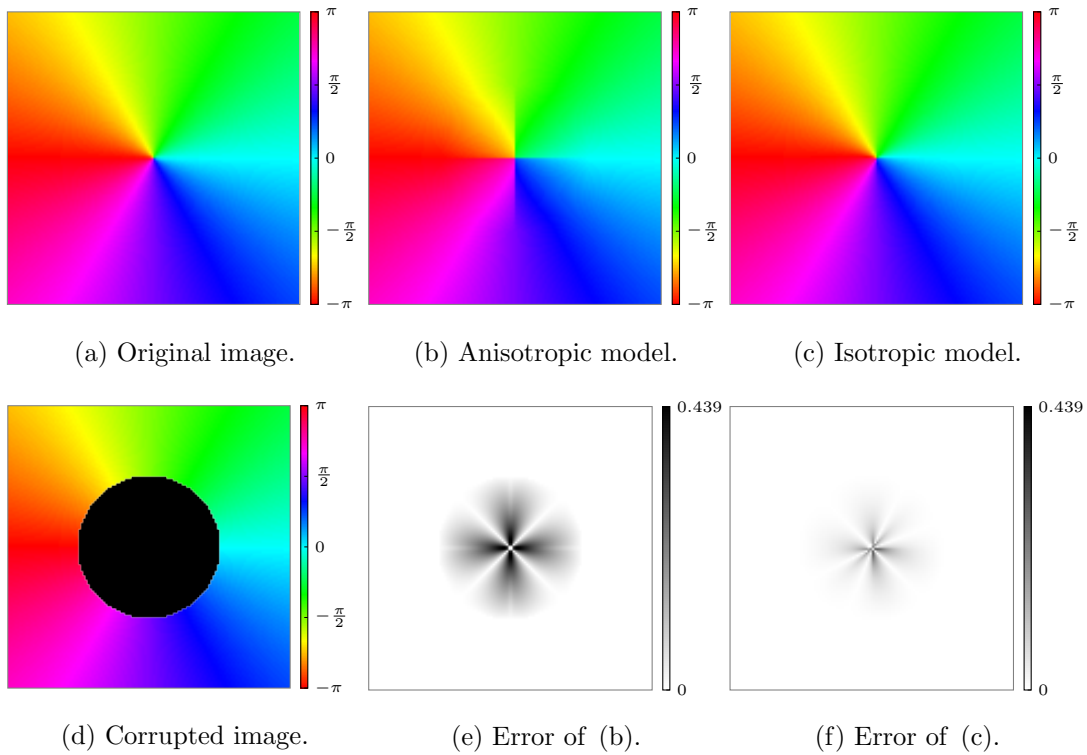 π
π/2
0
−π/2
−π
π
π/2
0
−π/2
−π
π
π/2
0
−π/2
−π
(a) Original image.
(b) Anisotropic model.
(c) Isotropic model.
π
π/2
0
−π/2
−π
0.439
0
0.439
0
(d) Corrupted image.
(e) Error of (b).
(f) Error of (c).